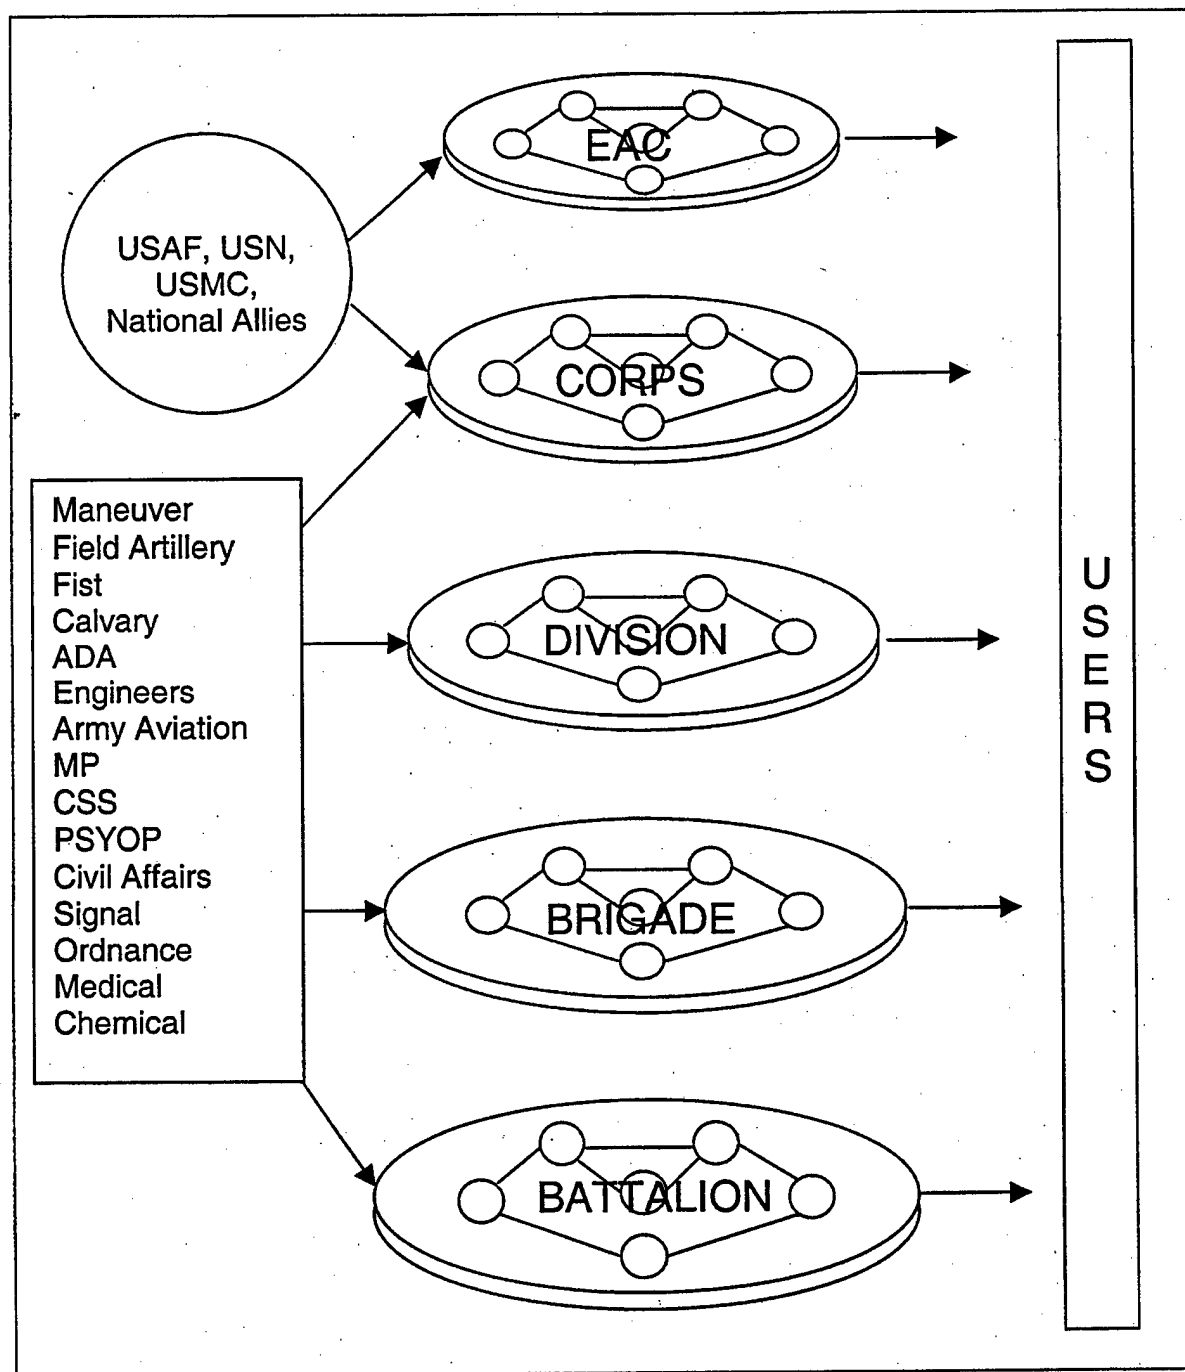 EAC
USAF, USN,
USMC,
National Allies
CORPS
Maneuver
Field Artillery
Fist
Calvary
ADA
Engineers
Army Aviation
MP
CSS
PSYOP
Civil Affairs
Signal
Ordnance
Medical
Chemical
DIVISION
BRIGADE
BATTALION
USERS